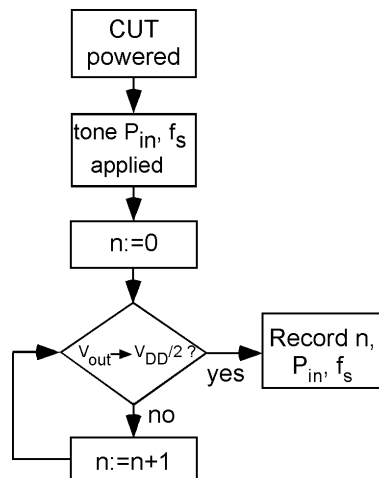 CUT
powered
tone Pin, fs
applied
n:=0
Vout→VDD/2 ?
yes
Record n,
Pin, fs
no
n:=n+1